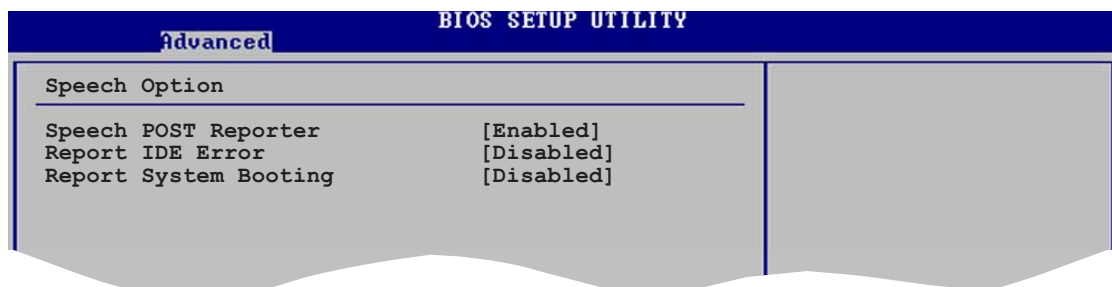 BIOS SETUP UTILITY
Advanced
Speech Option
Speech POST Reporter [Enabled]
Report IDE Error [Disabled]
Report System Booting [Disabled]